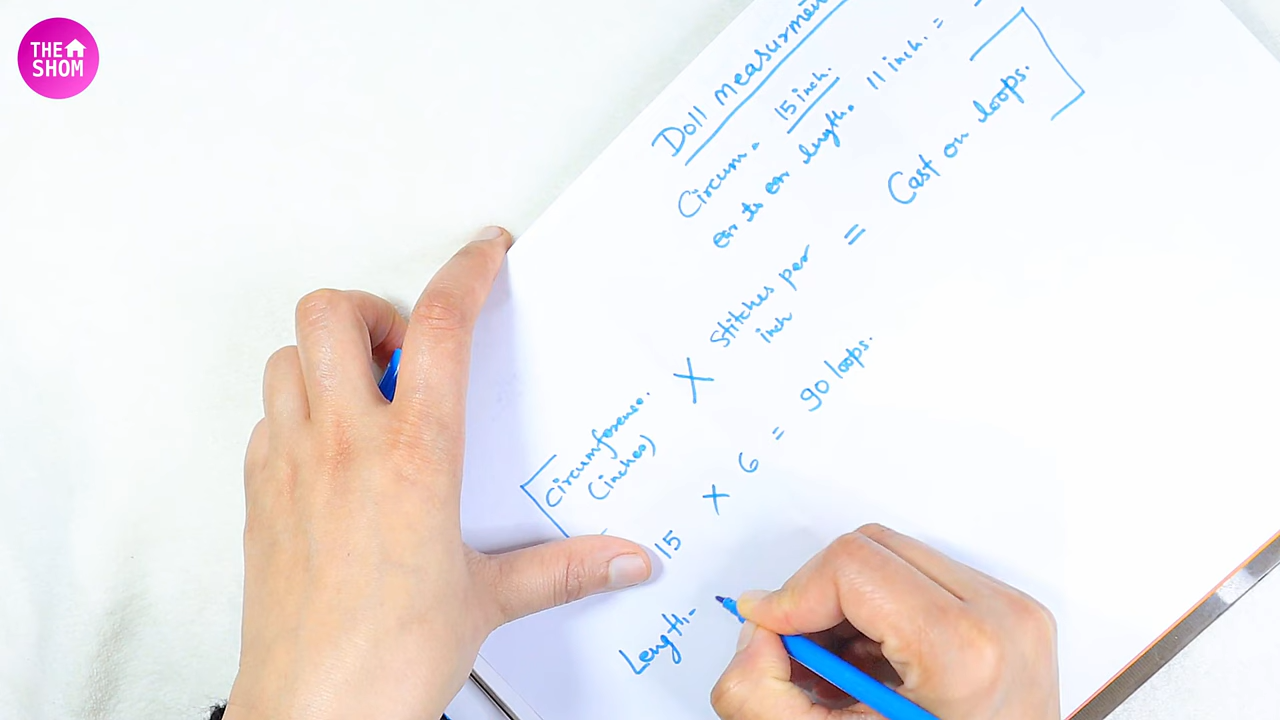 THE
SHOM
Doll measurmen
Circum. 15 inch.
ear to ear length. 11 inch. =
Circumference. X Stitches per = Cast on loops.
(inches) inch
15 X 6 = 90 loops.
Length-